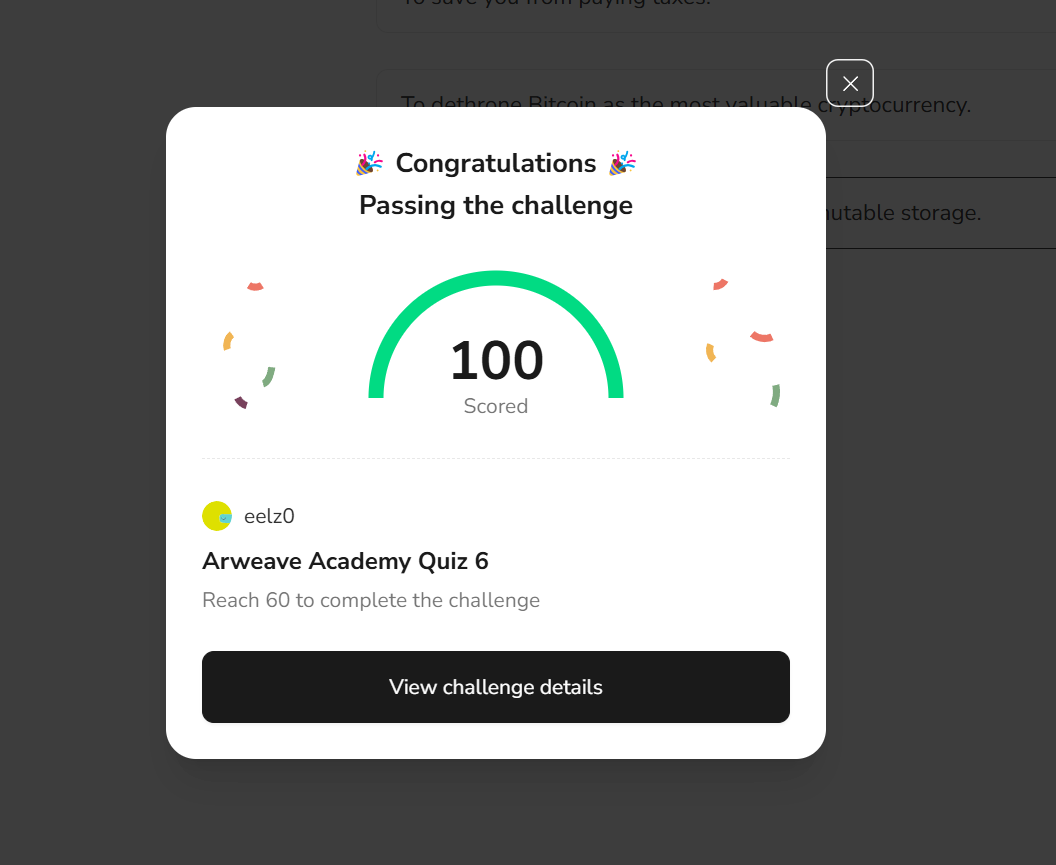 To save you from paying taxes.
To dethrone Bitcoin as the most valuable cryptocurrency.
storage.
🎉 Congratulations 🎉
Passing the challenge
100
Scored
eelz0
Arweave Academy Quiz 6
Reach 60 to complete the challenge
View challenge details